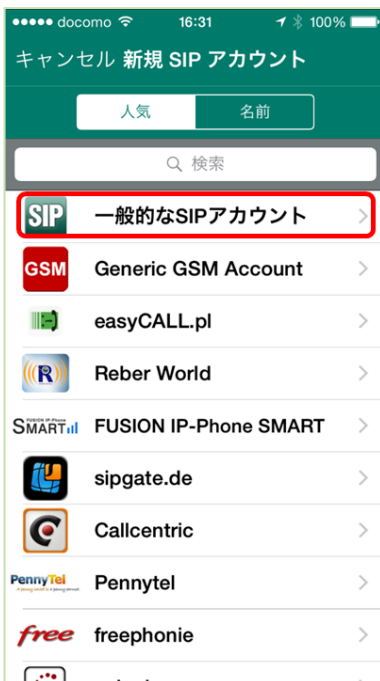 docomo 16:31 100%
キャンセル 新規 SIP アカウント
人気 名前
検索
SIP 一般的なSIPアカウント
GSM Generic GSM Account
easyCALL.pl
R Reber World
FUSION IP-Phone SMART FUSION IP-Phone SMART
sipgate.de
Callcentric
PennyTel Pennytel
free freephonie